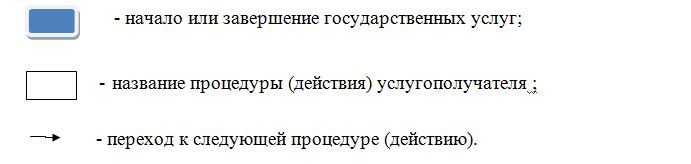 - начало или завершение государственных услуг;
- название процедуры (действия) услугополучателя ;
- переход к следующей процедуре (действию).